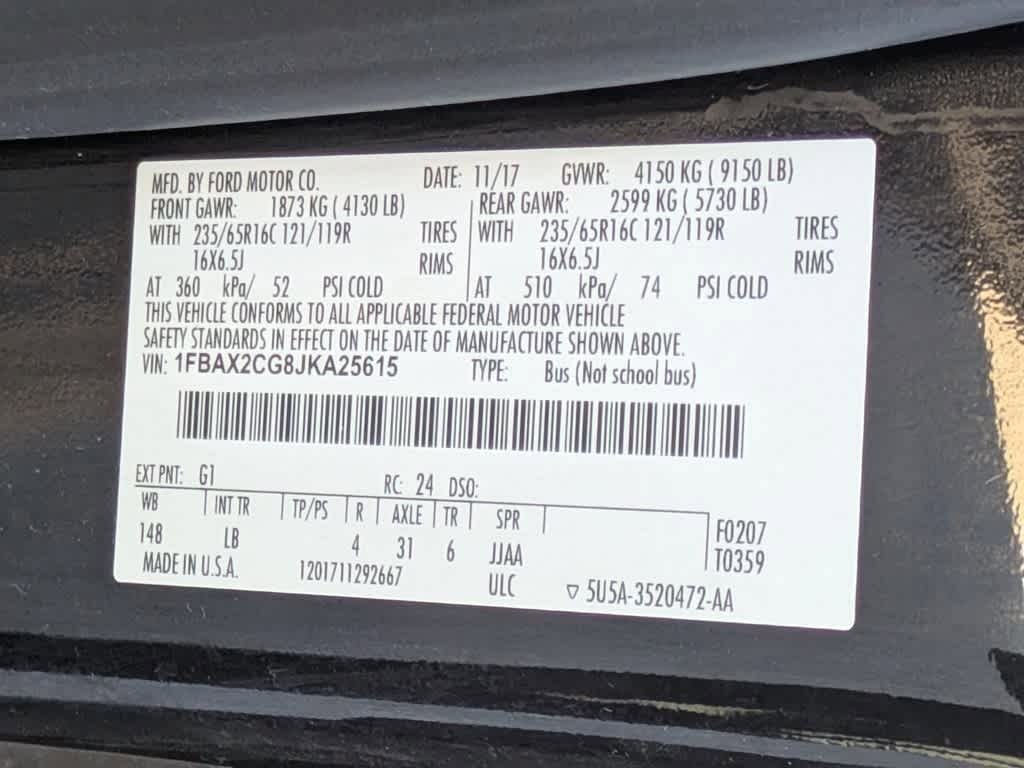 MFD. BY FORD MOTOR CO. DATE: 11/17 GVWR: 4150 KG ( 9150 LB)
FRONT GAWR: 1873 KG ( 4130 LB) REAR GAWR: 2599 KG ( 5730 LB)
WITH 235/65R16C 121/119R TIRES WITH 235/65R16C 121/119R TIRES
16X6.5J RIMS 16X6.5J RIMS
AT 360 kPa/ 52 PSI COLD AT 510 kPa/ 74 PSI COLD
THIS VEHICLE CONFORMS TO ALL APPLICABLE FEDERAL MOTOR VEHICLE
SAFETY STANDARDS IN EFFECT ON THE DATE OF MANUFACTURE SHOWN ABOVE.
VIN: 1FBAX2CG8JKA25615 TYPE: Bus (Not school bus)
EXT PNT: G1 RC: 24 DSO:
WB INT TR TP/PS R AXLE TR SPR F0207
148 LB 4 31 6 JJAA T0359
MADE IN U.S.A. 1201711292667 ULC ▽ 5U5A-3520472-AA